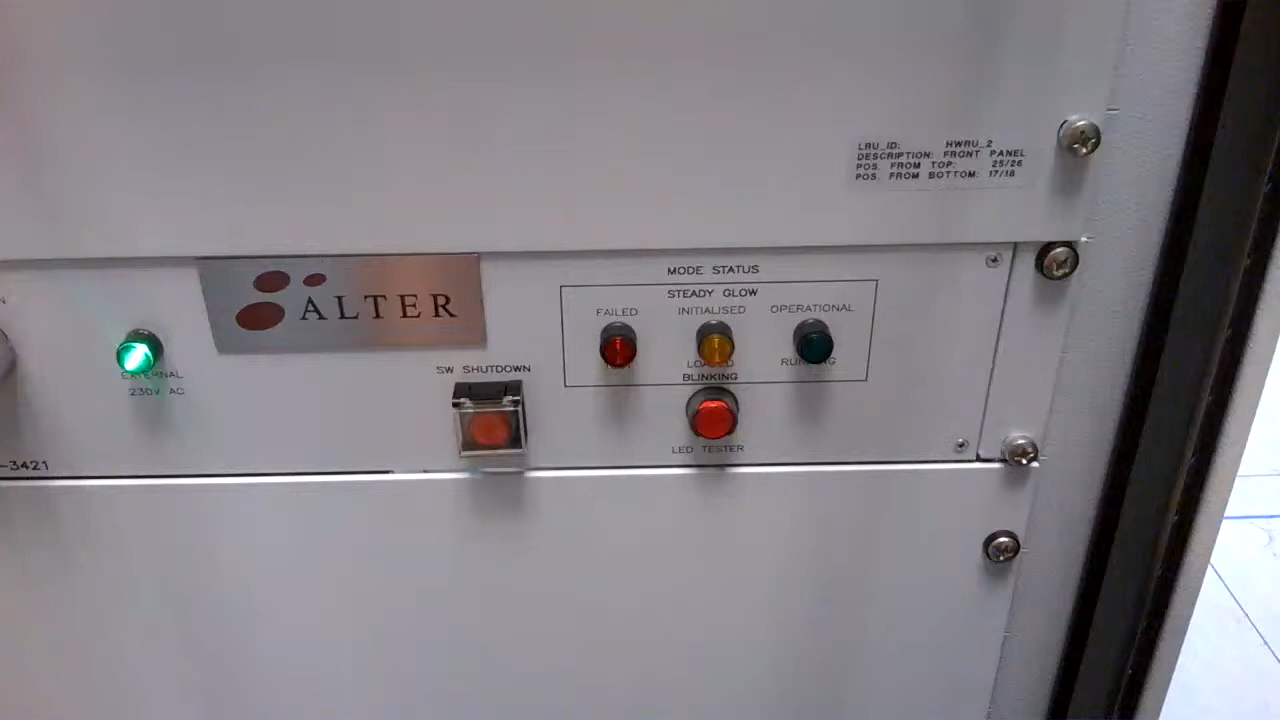 LRU_ID: HWRU_2
DESCRIPTION: FRONT PANEL
POS. FROM TOP: 25/26
POS. FROM BOTTOM: 17/18
ALTER
EXTERNAL
230V AC
-3421
SW SHUTDOWN
MODE STATUS
STEADY GLOW
FAILED INITIALISED OPERATIONAL
BLINKING
LED TESTER